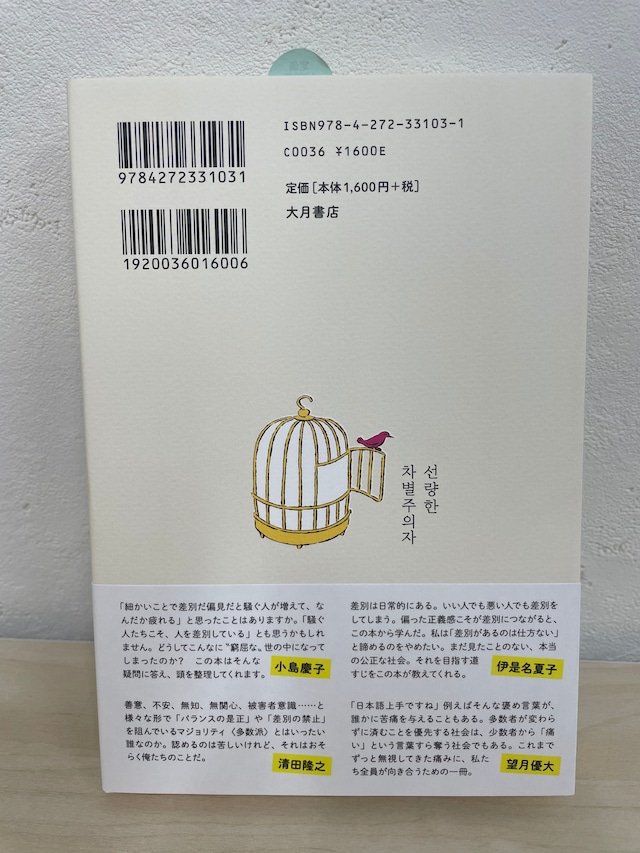 ISBN978-4-272-33103-1
C0036 ¥1600E
9784272331031
定価［本体1,600円＋税］
大月書店
1920036016006
선량한
차별주의자
「細かいことで差別だ偏見だと騒ぐ人が増えて、な
んだか疲れる」と思ったことはありますか。「騒ぐ
人たちこそ、人を差別している」とも思うかもしれ
ません。どうしてこんなに〝窮屈な〟世の中になって
しまったのか？　この本はそんな
疑問に答え、頭を整理してくれます。
小島慶子
差別は日常的にある。いい人でも悪い人でも差別を
してしまう。偏った正義感こそが差別につながると、
この本から学んだ。私は「差別があるのは仕方ない」
と諦めるのをやめたい。まだ見たことのない、本当
の公正な社会。それを目指す道
すじをこの本が教えてくれる。
伊是名夏子
善意、不安、無知、無関心、被害者意識……と
様々な形で「バランスの是正」や「差別の禁止」
を阻んでいるマジョリティ〈多数派〉とはいったい
誰なのか。認めるのは苦しいけれど、それはおそ
らく俺たちのことだ。
清田隆之
「日本語上手ですね」例えばそんな褒め言葉が、
誰かに苦痛を与えることもある。多数者が変わら
ずに済むことを優先する社会は、少数者から「痛
い」という言葉すら奪う社会でもある。これまで
ずっと無視してきた痛みに、私た
ち全員が向き合うための一冊。
望月優大